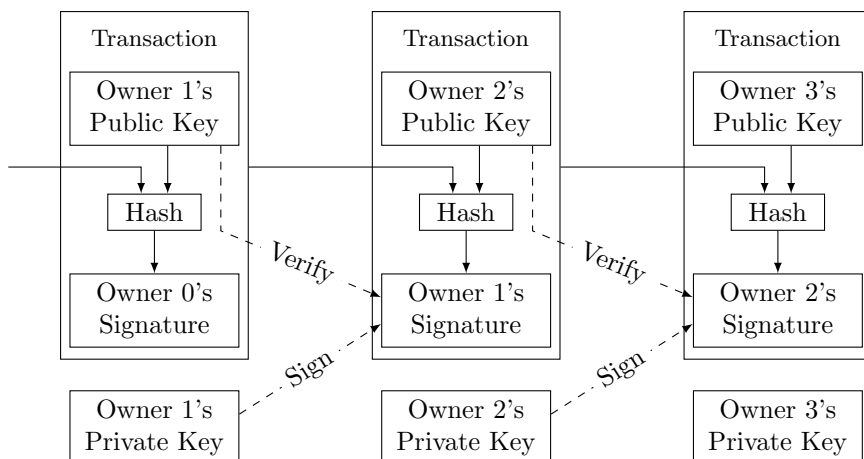 Transaction
Owner 1's
Public Key
Hash
Owner 0's
Signature
Verify
Sign
Owner 1's
Private Key
Transaction
Owner 2's
Public Key
Hash
Owner 1's
Signature
Verify
Sign
Owner 2's
Private Key
Transaction
Owner 3's
Public Key
Hash
Owner 2's
Signature
Owner 3's
Private Key